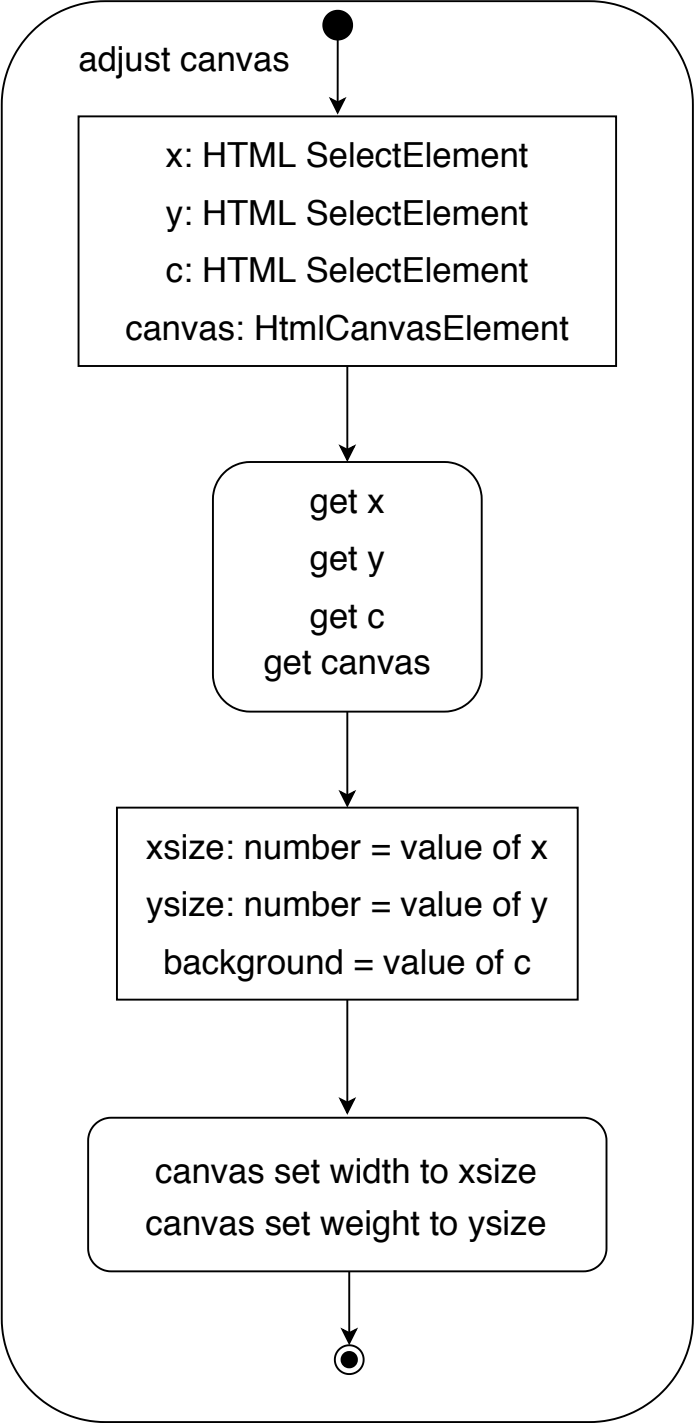 adjust canvas
x: HTML SelectElement
y: HTML SelectElement
c: HTML SelectElement
canvas: HtmlCanvasElement
get x
get y
get c
get canvas
xsize: number = value of x
ysize: number = value of y
background = value of c
canvas set width to xsize
canvas set weight to ysize